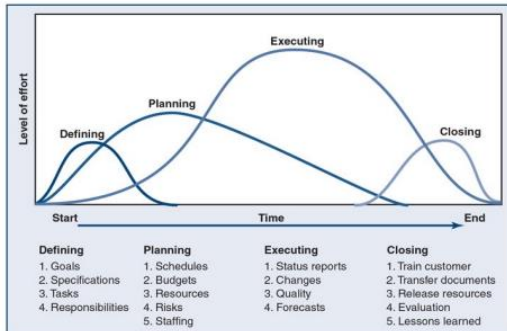 Executing
Planning
Defining
Closing
Level of effort
Start
Time
End
Defining
1. Goals
2. Specifications
3. Tasks
4. Responsibilities
Planning
1. Schedules
2. Budgets
3. Resources
4. Risks
5. Staffing
Executing
1. Status reports
2. Changes
3. Quality
4. Forecasts
Closing
1. Train customer
2. Transfer documents
3. Release resources
4. Evaluation
5. Lessons learned